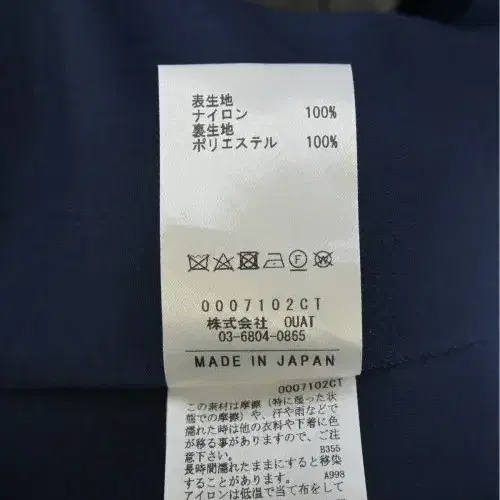 表生地
ナイロン 100%
裏生地
ポリエステル 100%
0007102CT
株式会社 OUAT
03-6804-0865
MADE IN JAPAN
0007102CT
この素材は摩擦(特に湿った状
態での摩擦)や、汗や雨などで
濡れた時は他の衣料や下着に色
が移る事がありますので、ご注
意下さい。 B355
長時間濡れたままにすると移染
することがあります。 A998
アイロンは低温で当て布をして